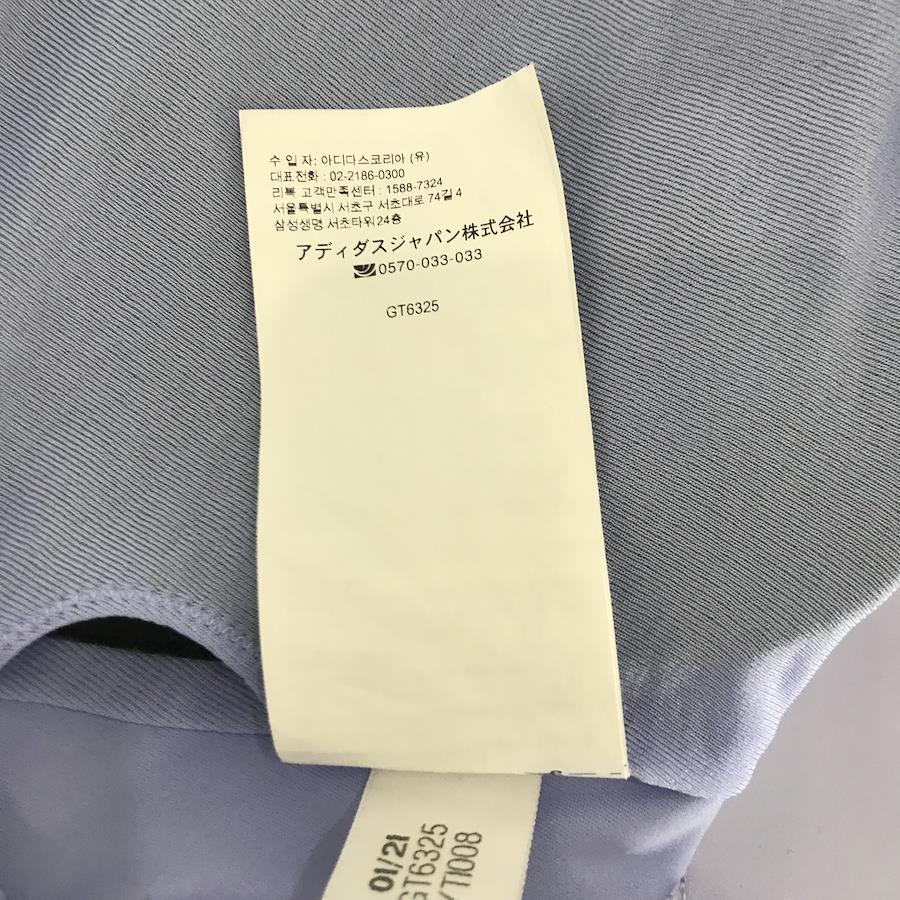 수 입 자: 아디다스코리아 (유)
대표전화 : 02-2186-0300
리복 고객만족센터 : 1588-7324
서울특별시 서초구 서초대로 74길 4
삼성생명 서초타워24층
アディダスジャパン株式会社
0570-033-033
GT6325
01/21
GT6325
/T1008